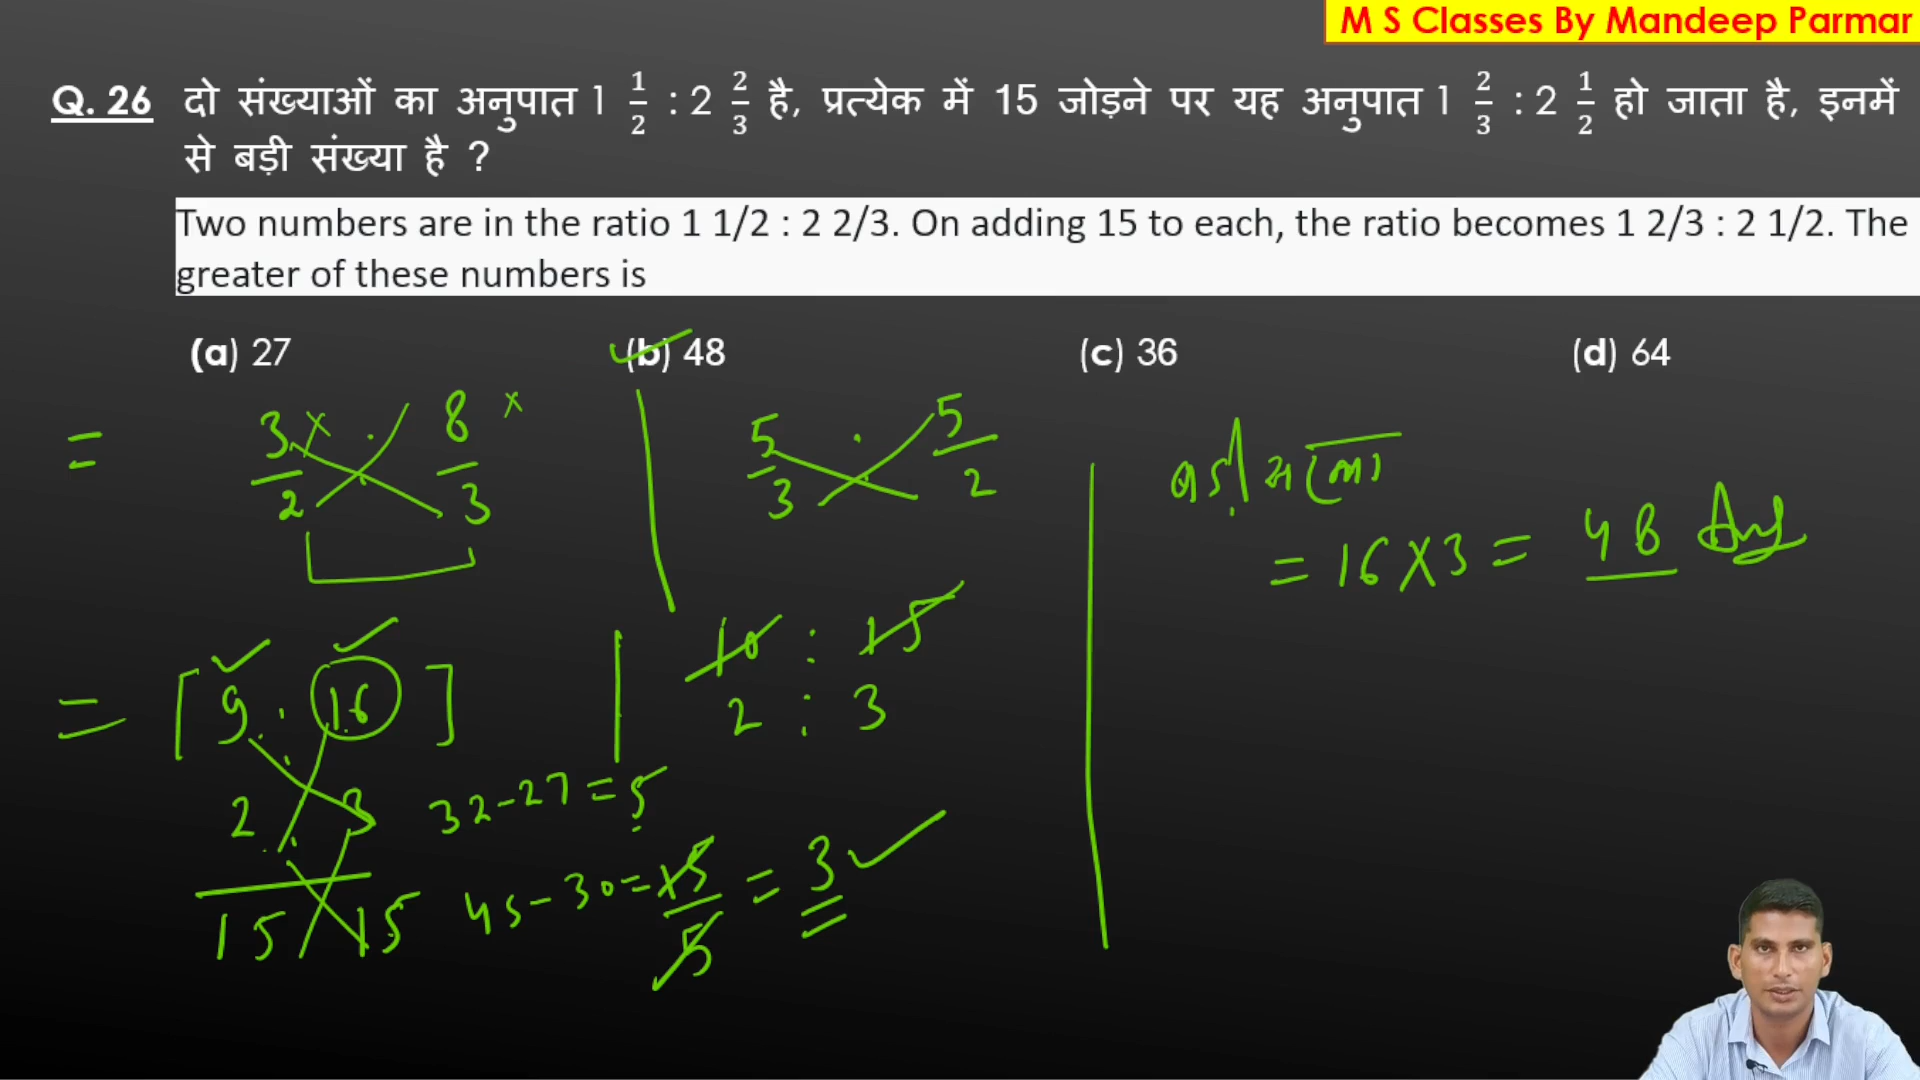 M S Classes By Mandeep Parmar
Q. 26 दो संख्याओं का अनुपात 1 1/2 : 2 2/3 है, प्रत्येक में 15 जोड़ने पर यह अनुपात 1 2/3 : 2 1/2 हो जाता है, इनमें
से बड़ी संख्या है ?
Two numbers are in the ratio 1 1/2 : 2 2/3. On adding 15 to each, the ratio becomes 1 2/3 : 2 1/2. The
greater of these numbers is
(a) 27 (b) 48 (c) 36 (d) 64
= 3/2 x : 8/3 x
5/3 : 5/2
बड़ी संख्या
= 16 X 3 = 48 Ans
10 : 15
= [ 9 : 16 ]
2 : 3
2 3 32-27 = 5
15 15 45-30 = 15/5 = 3